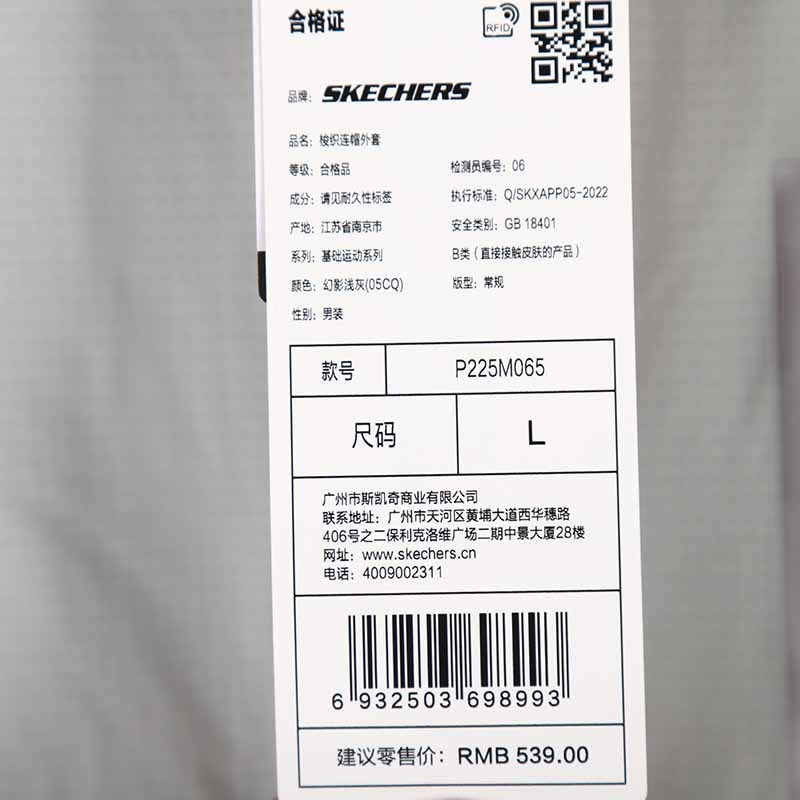 合格证
RFID
品牌: SKECHERS
品名: 梭织连帽外套
等级: 合格品 检测员编号: 06
成分: 请见耐久性标签 执行标准: Q/SKXAPP05-2022
产地: 江苏省南京市 安全类别: GB 18401
系列: 基础运动系列 B类(直接接触皮肤的产品)
颜色: 幻影浅灰(05CQ) 版型: 常规
性别: 男装
款号 P225M065
尺码 L
广州市斯凯奇商业有限公司
联系地址: 广州市天河区黄埔大道西华穗路
406号之二保利克洛维广场二期中景大厦28楼
网址: www.skechers.cn
电话: 4009002311
6 932503 698993
建议零售价: RMB 539.00